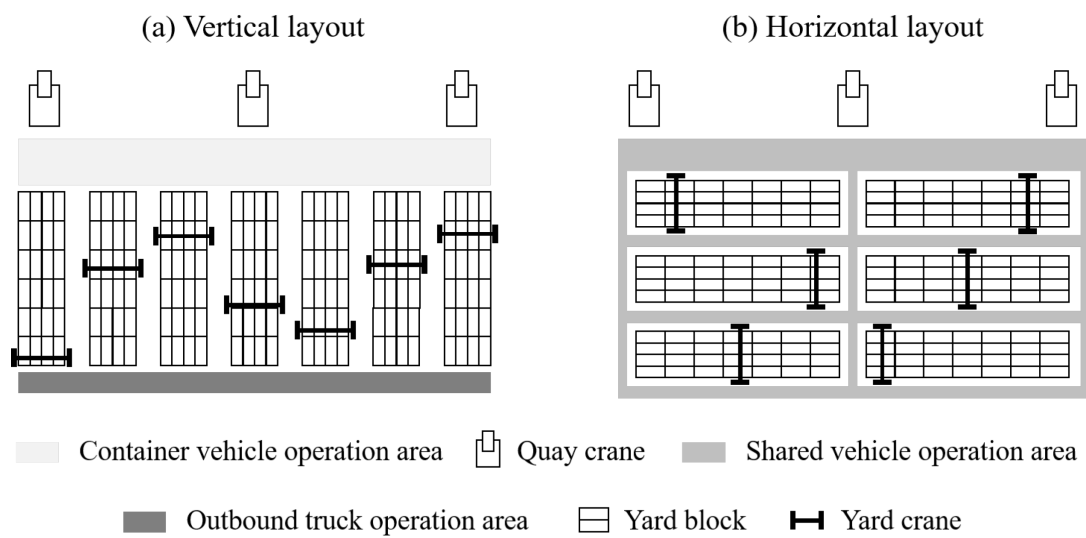 (a) Vertical layout
(b) Horizontal layout
Container vehicle operation area
Quay crane
Shared vehicle operation area
Outbound truck operation area
Yard block
Yard crane